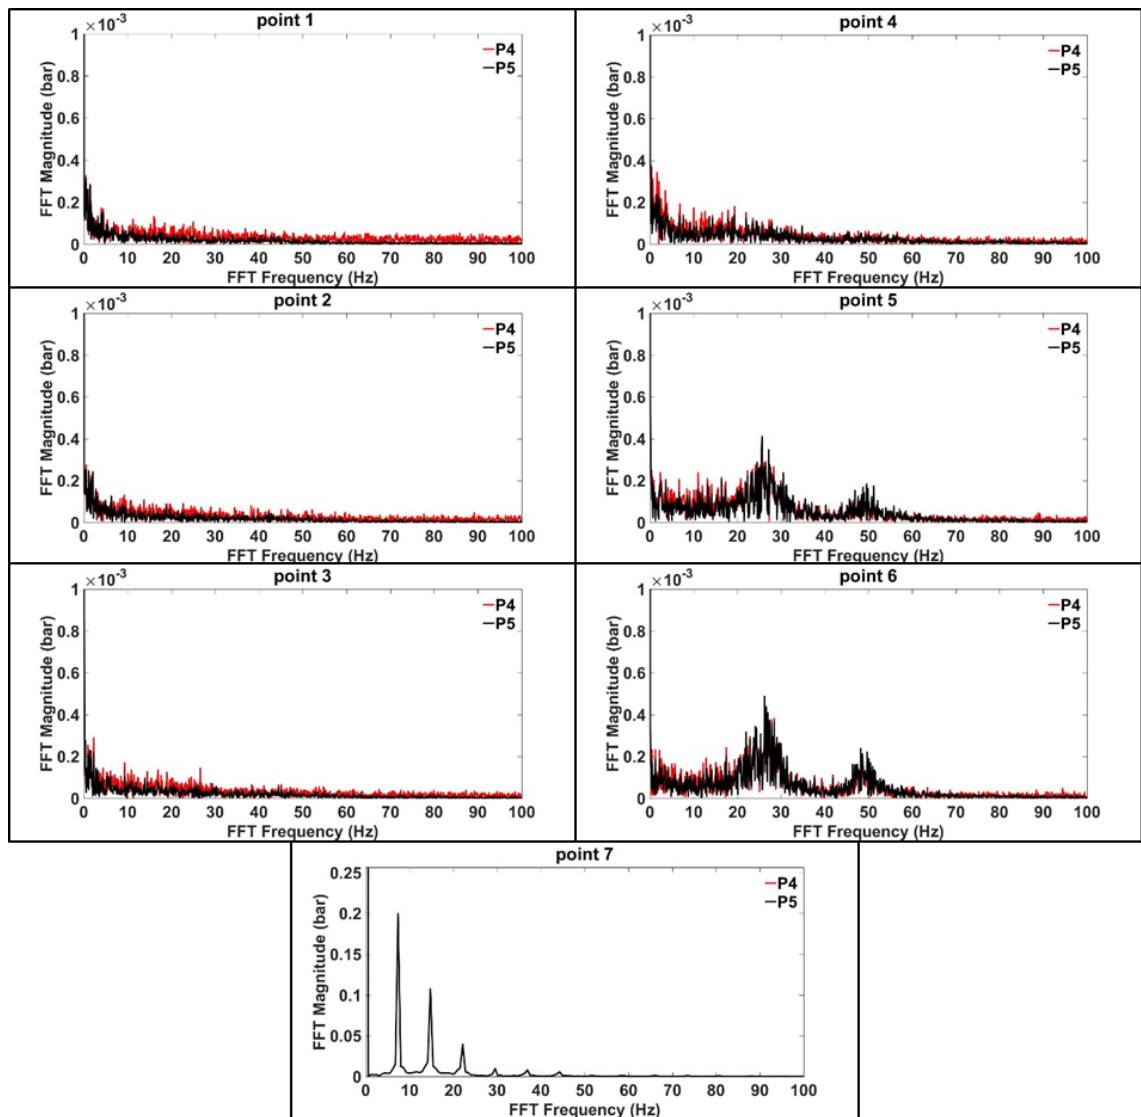 point 1
×10⁻³
1
0.8
0.6
0.4
0.2
0
FFT Magnitude (bar)
P4
P5
0 10 20 30 40 50 60 70 80 90 100
FFT Frequency (Hz)
point 4
×10⁻³
1
0.8
0.6
0.4
0.2
0
FFT Magnitude (bar)
P4
P5
0 10 20 30 40 50 60 70 80 90 100
FFT Frequency (Hz)
point 2
×10⁻³
1
0.8
0.6
0.4
0.2
0
FFT Magnitude (bar)
P4
P5
0 10 20 30 40 50 60 70 80 90 100
FFT Frequency (Hz)
point 5
×10⁻³
1
0.8
0.6
0.4
0.2
0
FFT Magnitude (bar)
P4
P5
0 10 20 30 40 50 60 70 80 90 100
FFT Frequency (Hz)
point 3
×10⁻³
1
0.8
0.6
0.4
0.2
0
FFT Magnitude (bar)
P4
P5
0 10 20 30 40 50 60 70 80 90 100
FFT Frequency (Hz)
point 6
×10⁻³
1
0.8
0.6
0.4
0.2
0
FFT Magnitude (bar)
P4
P5
0 10 20 30 40 50 60 70 80 90 100
FFT Frequency (Hz)
point 7
0.25
0.2
0.15
0.1
0.05
0
FFT Magnitude (bar)
P4
P5
0 10 20 30 40 50 60 70 80 90 100
FFT Frequency (Hz)